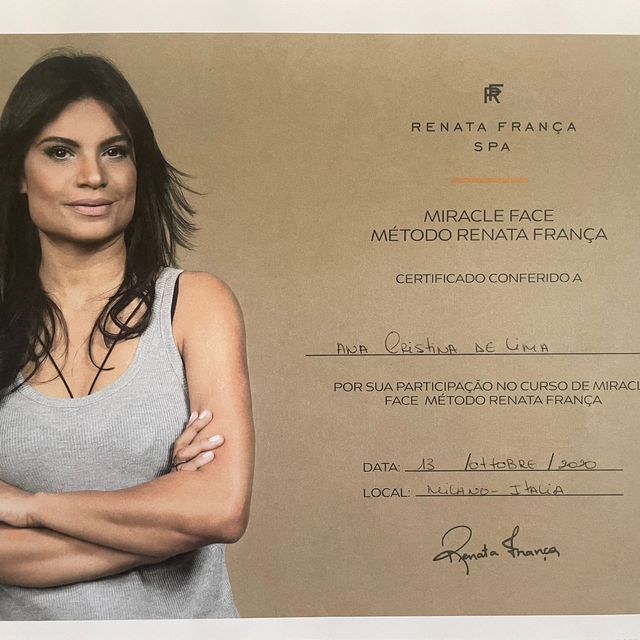 RF
RENATA FRANÇA
SPA
MIRACLE FACE
MÉTODO RENATA FRANÇA
CERTIFICADO CONFERIDO A
ANA CRISTINA DE LIMA
POR SUA PARTICIPAÇÃO NO CURSO DE MIRACL
FACE MÉTODO RENATA FRANÇA
DATA: 13 /OTTOBRE/2020
LOCAL: MILANO-ITALIA
Renata França